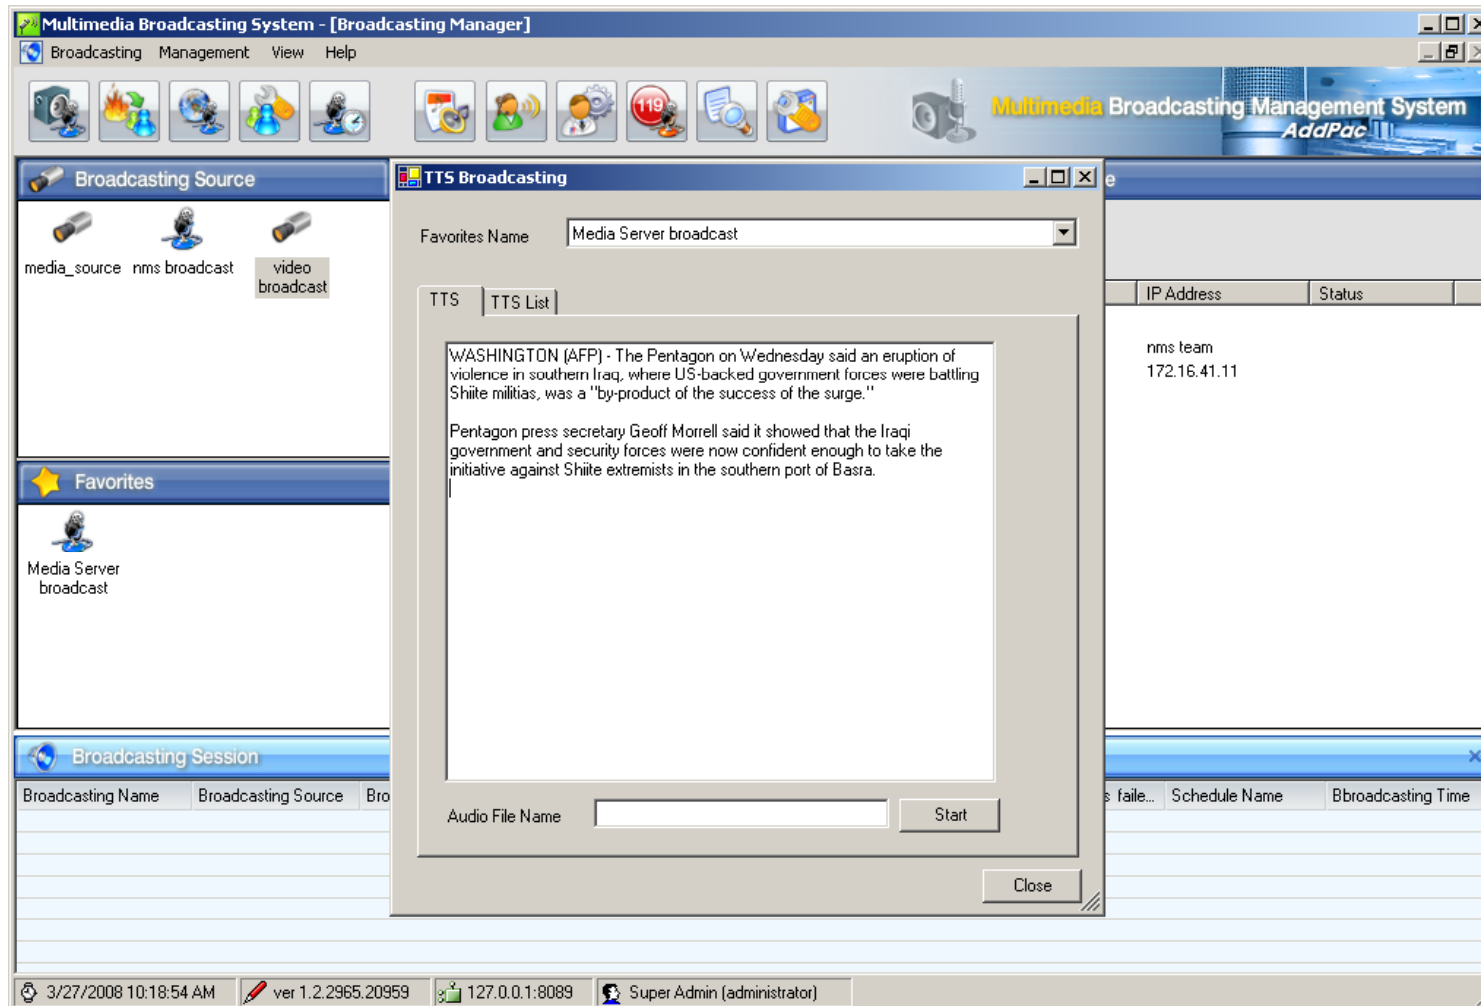 Multimedia Broadcasting System - [Broadcasting Manager]
Broadcasting Management View Help
119
Multimedia Broadcasting Management System
AddPac
Broadcasting Source
media_source
nms broadcast
video
broadcast
Favorites
Media Server
broadcast
TTS Broadcasting
Favorites Name
Media Server broadcast
TTS
TTS List
WASHINGTON (AFP) - The Pentagon on Wednesday said an eruption of
violence in southern Iraq, where US-backed government forces were battling
Shiite militias, was a "by-product of the success of the surge."
Pentagon press secretary Geoff Morrell said it showed that the Iraqi
government and security forces were now confident enough to take the
initiative against Shiite extremists in the southern port of Basra.
Audio File Name
Start
Close
e
IP Address Status
nms team
172.16.41.11
Broadcasting Session
Broadcasting Name Broadcasting Source Bro
s faile... Schedule Name Bbroadcasting Time
3/27/2008 10:18:54 AM ver 1.2.2965.20959 127.0.0.1:8089 Super Admin (administrator)